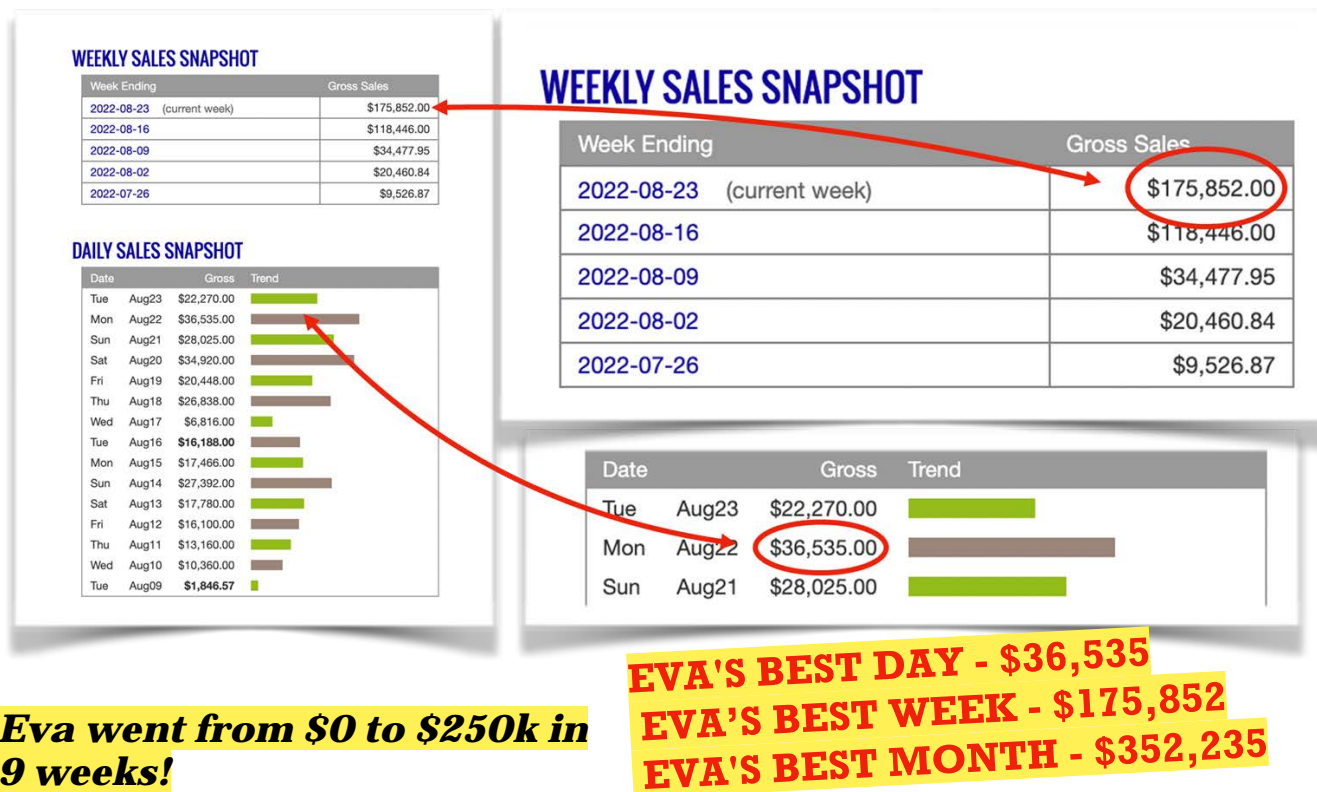 WEEKLY SALES SNAPSHOT
Week Ending Gross Sales
2022-08-23 (current week) $175,852.00
2022-08-16 $118,446.00
2022-08-09 $34,477.95
2022-08-02 $20,460.84
2022-07-26 $9,526.87
DAILY SALES SNAPSHOT
Date Gross Trend
Tue Aug23 $22,270.00
Mon Aug22 $36,535.00
Sun Aug21 $28,025.00
Sat Aug20 $34,920.00
Fri Aug19 $20,448.00
Thu Aug18 $26,838.00
Wed Aug17 $6,816.00
Tue Aug16 $16,188.00
Mon Aug15 $17,466.00
Sun Aug14 $27,392.00
Sat Aug13 $17,780.00
Fri Aug12 $16,100.00
Thu Aug11 $13,160.00
Wed Aug10 $10,360.00
Tue Aug09 $1,846.57
WEEKLY SALES SNAPSHOT
Week Ending Gross Sales
2022-08-23 (current week) $175,852.00
2022-08-16 $118,446.00
2022-08-09 $34,477.95
2022-08-02 $20,460.84
2022-07-26 $9,526.87
Date Gross Trend
Tue Aug23 $22,270.00
Mon Aug22 $36,535.00
Sun Aug21 $28,025.00
EVA'S BEST DAY - $36,535
EVA’S BEST WEEK - $175,852
EVA'S BEST MONTH - $352,235
Eva went from $0 to $250k in
9 weeks!